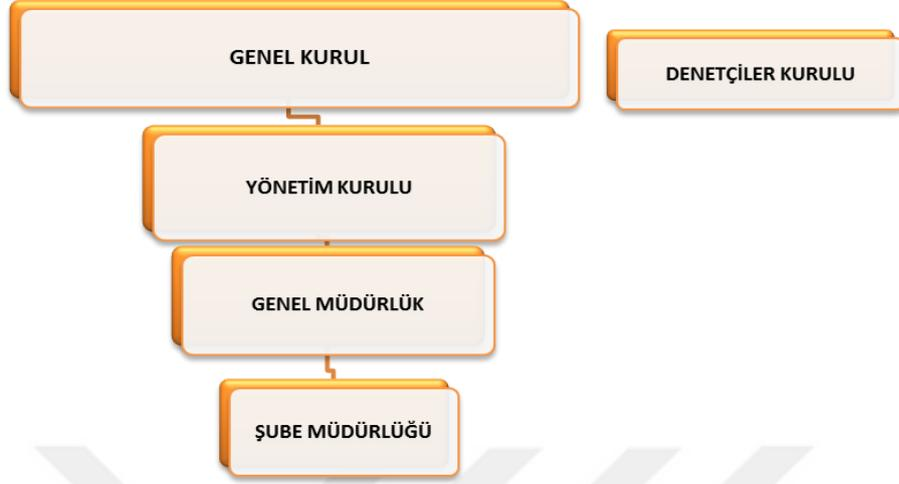 GENEL KURUL
DENETÇİLER KURULU
YÖNETİM KURULU
GENEL MÜDÜRLÜK
ŞUBE MÜDÜRLÜĞÜ